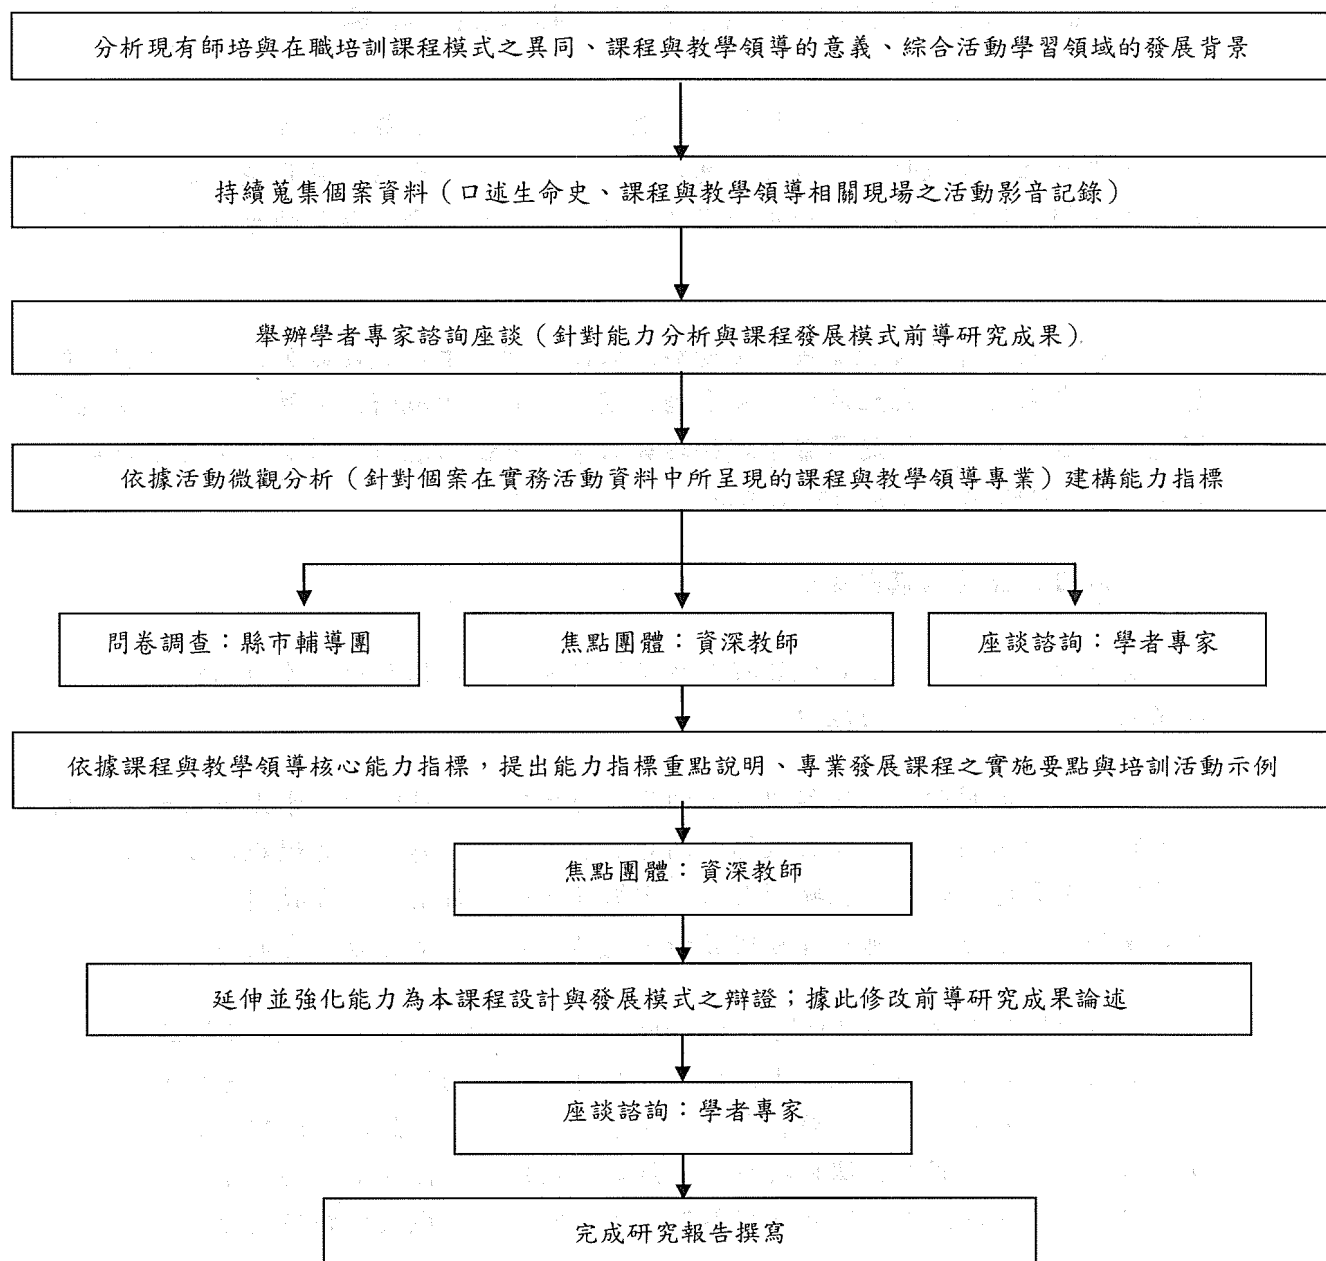 分析現有師培與在職培訓課程模式之異同、課程與教學領導的意義、綜合活動學習領域的發展背景
持續蒐集個案資料（口述生命史、課程與教學領導相關現場之活動影音記錄）
舉辦學者專家諮詢座談（針對能力分析與課程發展模式前導研究成果）
依據活動微觀分析（針對個案在實務活動資料中所呈現的課程與教學領導專業）建構能力指標
問卷調查：縣市輔導團
焦點團體：資深教師
座談諮詢：學者專家
依據課程與教學領導核心能力指標，提出能力指標重點說明、專業發展課程之實施要點與培訓活動示例
焦點團體：資深教師
延伸並強化能力為本課程設計與發展模式之辯證；據此修改前導研究成果論述
座談諮詢：學者專家
完成研究報告撰寫